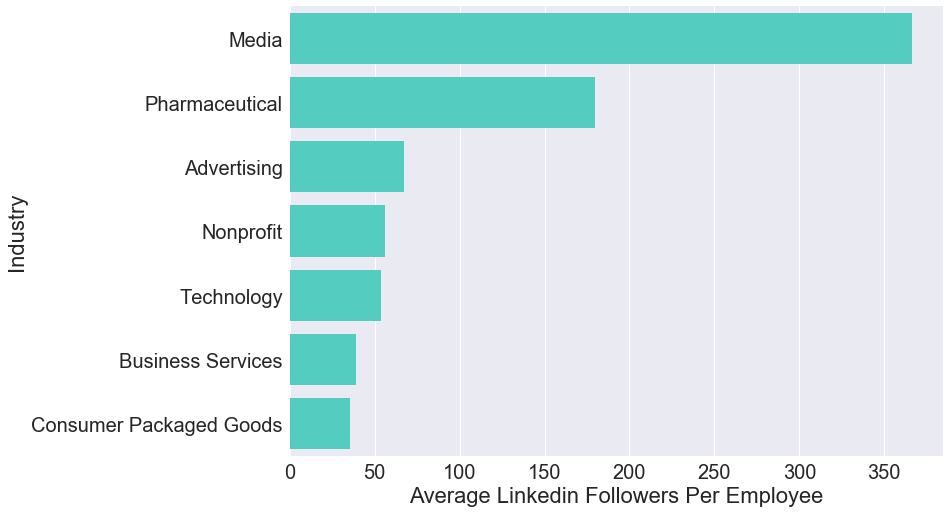 Media
Pharmaceutical
Advertising
Nonprofit
Technology
Business Services
Consumer Packaged Goods
Industry
0 50 100 150 200 250 300 350
Average Linkedin Followers Per Employee